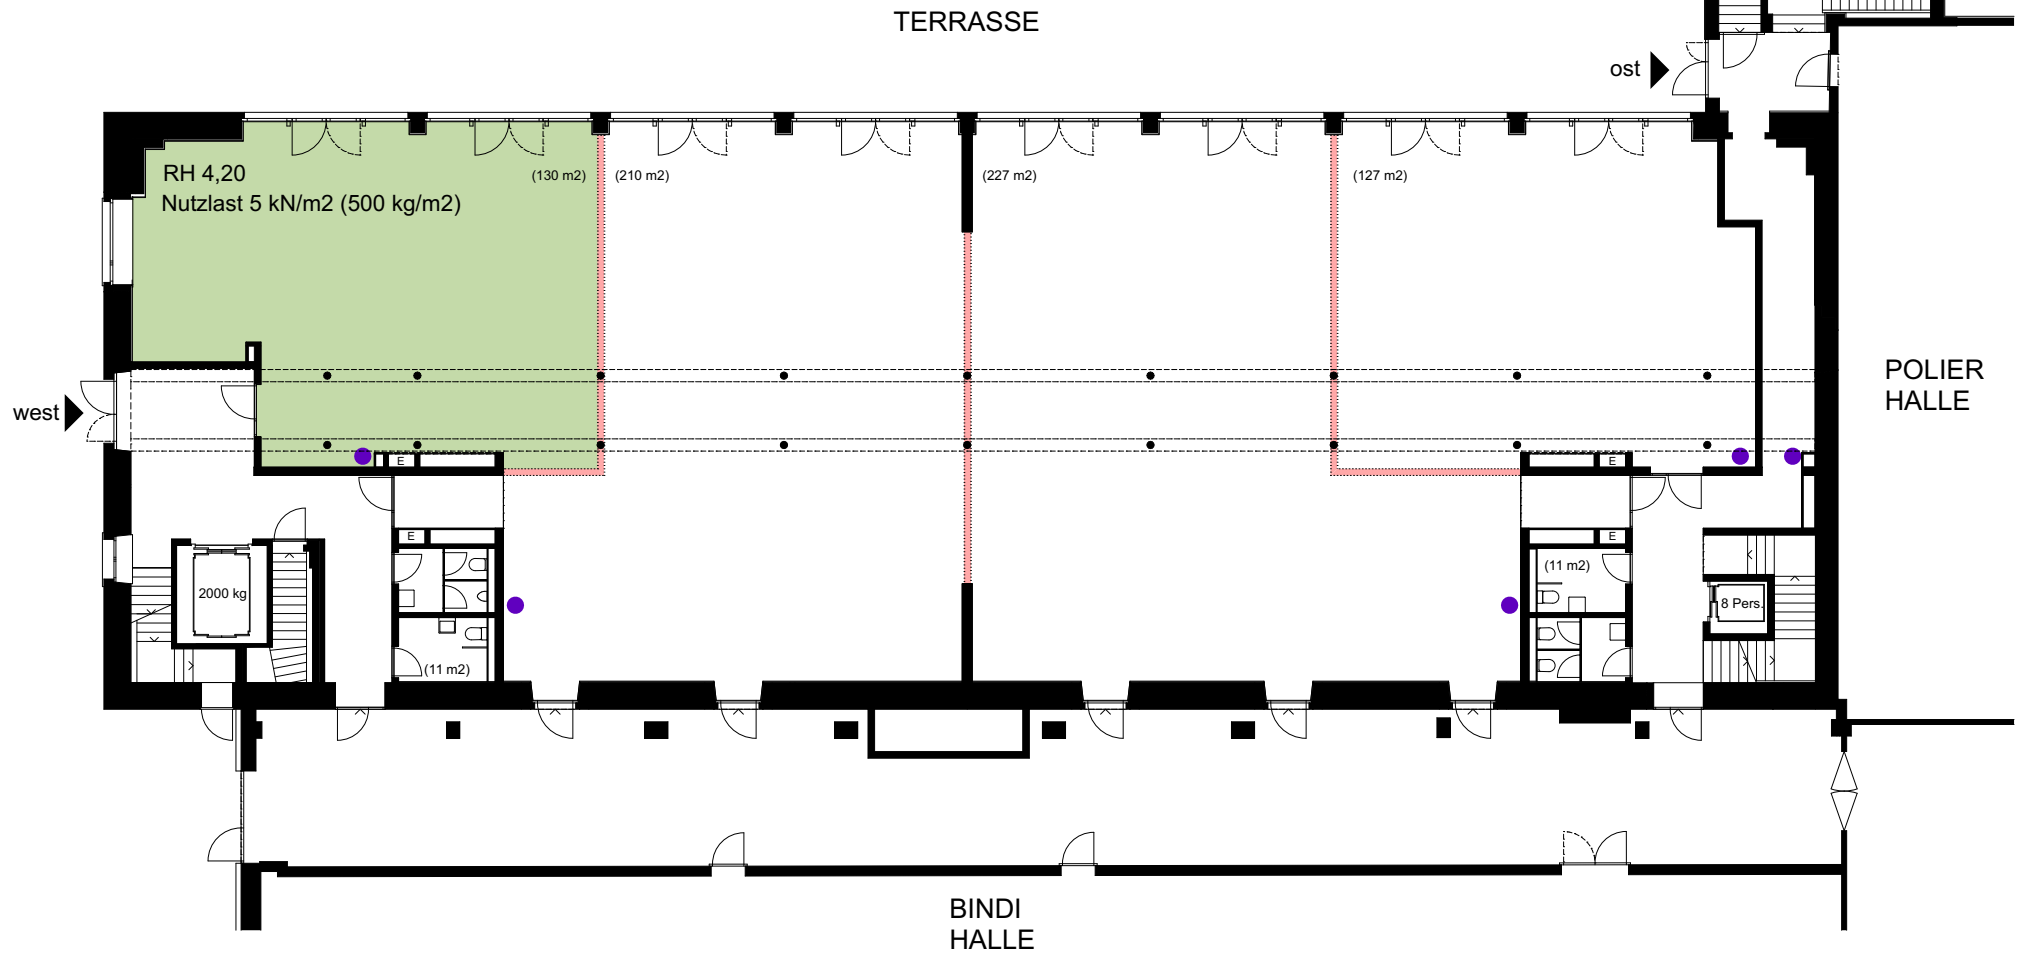 TERRASSE
ost
RH 4,20
Nutzlast 5 kN/m2 (500 kg/m2)
(130 m2)
(210 m2)
(227 m2)
(127 m2)
POLIER
HALLE
west
E
E
E
E
(11 m2)
2000 kg
8 Pers.
(11 m2)
BINDI
HALLE